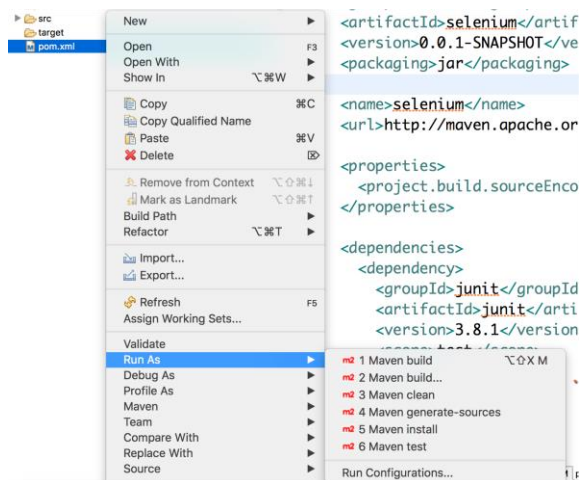 src
target
pom.xml
New
Open F3
Open With
Show In ⌥⌘W
Copy ⌘C
Copy Qualified Name
Paste ⌘V
Delete ⌦
Remove from Context ⌥⇧⌘↓
Mark as Landmark ⌥⇧⌘↑
Build Path
Refactor ⌥⌘T
Import...
Export...
Refresh F5
Assign Working Sets...
Validate
Run As
Debug As
Profile As
Maven
Team
Compare With
Replace With
Source
<artifactId>selenium</artif
<version>0.0.1-SNAPSHOT</ve
<packaging>jar</packaging>
<name>selenium</name>
<url>http://maven.apache.or
<properties>
<project.build.sourceEnco
</properties>
<dependencies>
<dependency>
<groupId>junit</groupId
<artifactId>junit</arti
<version>3.8.1</version
<scope>test</scope>
m2 1 Maven build ⌥⇧X M
m2 2 Maven build...
m2 3 Maven clean
m2 4 Maven generate-sources
m2 5 Maven install
m2 6 Maven test
Run Configurations...